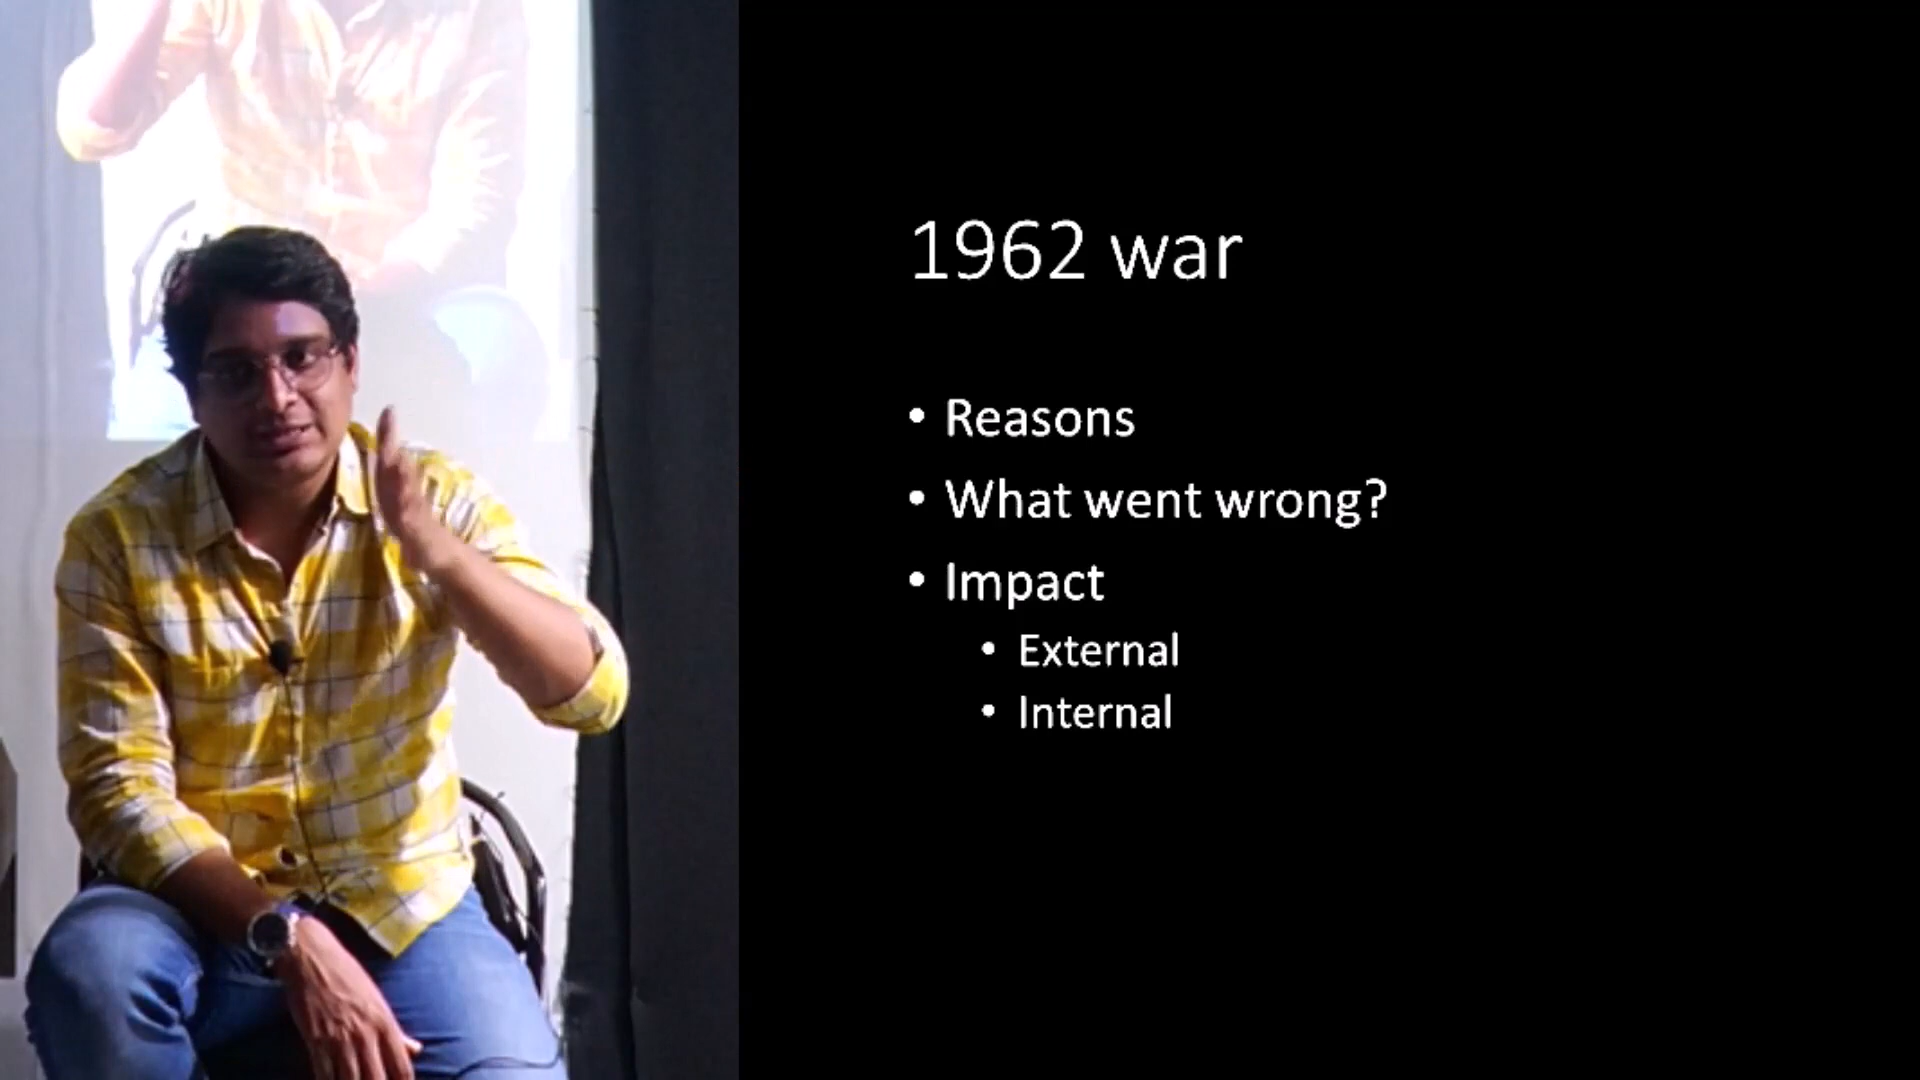 1962 war
• Reasons
• What went wrong?
• Impact
• External
• Internal